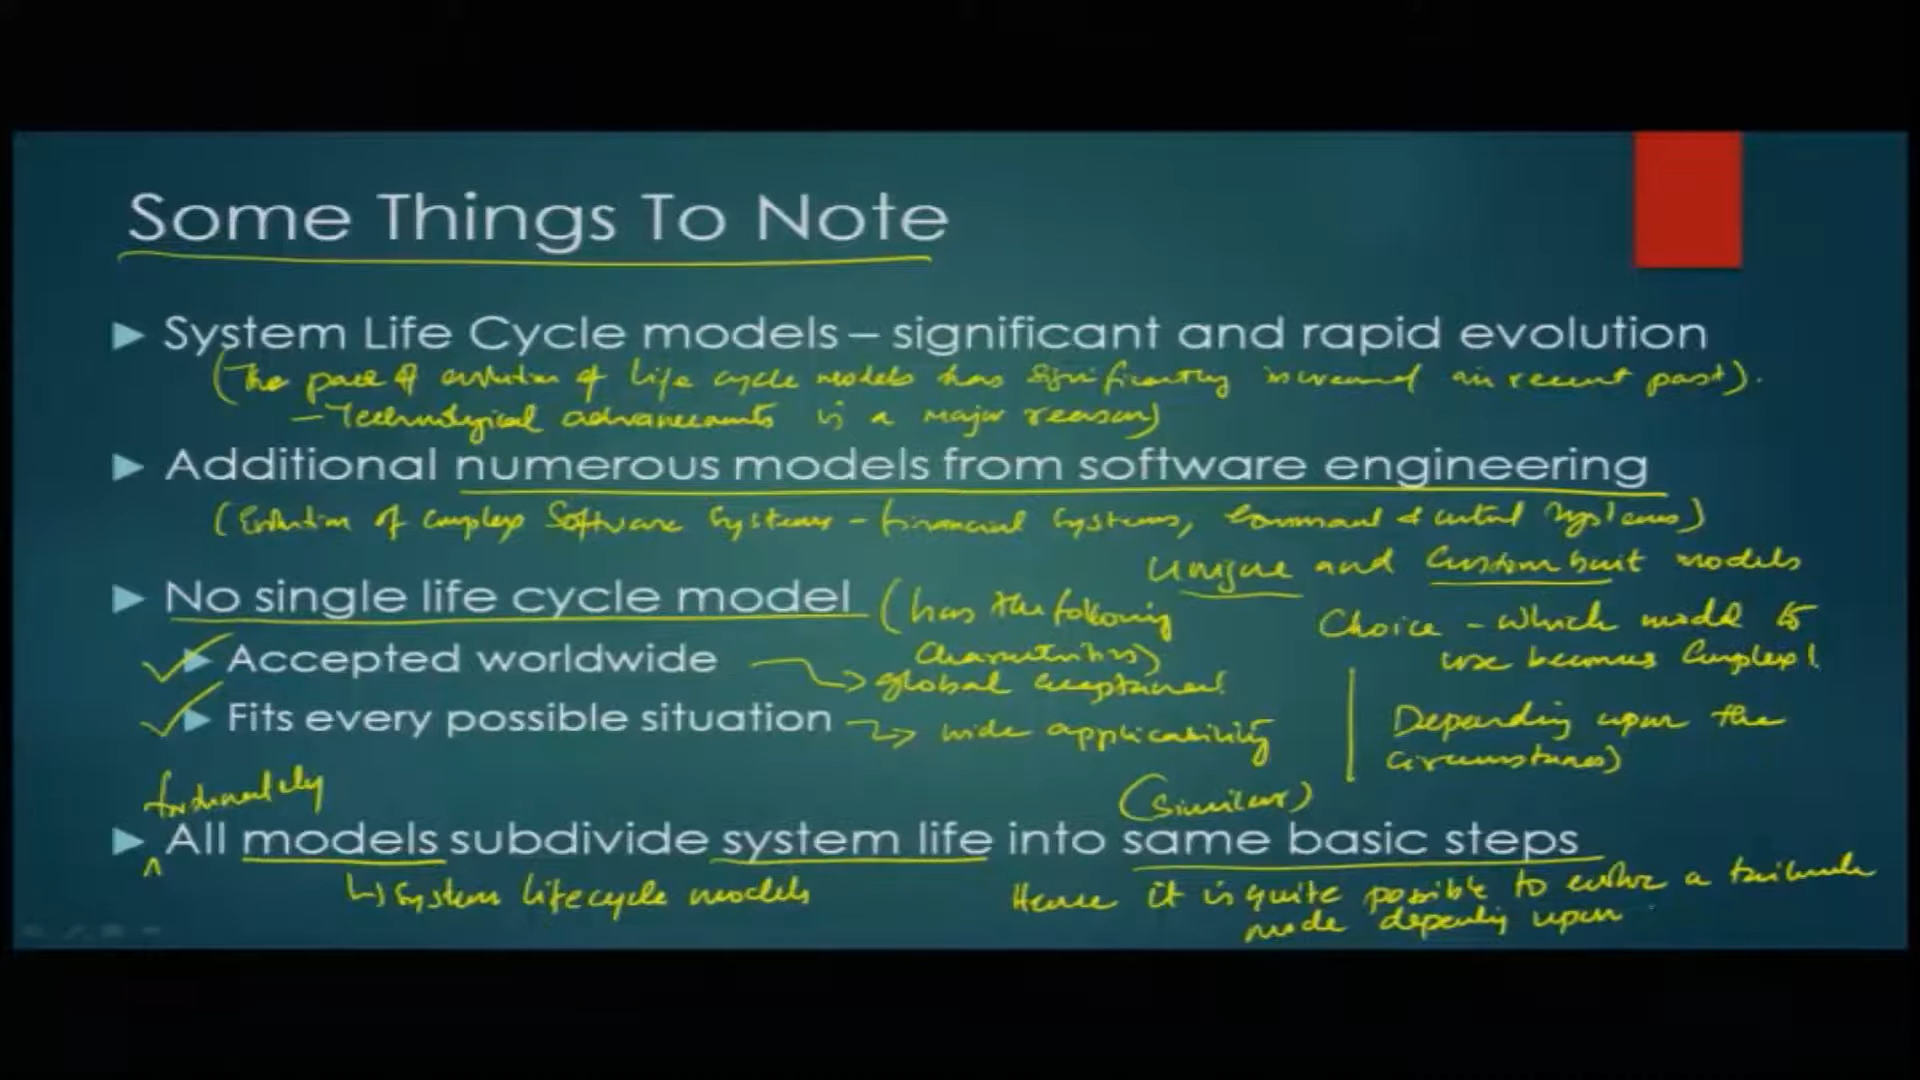 Some Things To Note
▶ System Life Cycle models – significant and rapid evolution
(The pace of evolution of life cycle models has significantly increased in recent past).
- Technological advancements is a major reason)
▶ Additional numerous models from software engineering
(Evolution of complex Software Systems - financial systems, command & control systems)
Unique and Custom built models
▶ No single life cycle model (has the following
characteristics)
Choice - which model to
use becomes complex!
▶ Accepted worldwide → global acceptance!
▶ Fits every possible situation → wide applicability
Depending upon the
circumstances)
fortunately
(similar)
▶ All models subdivide system life into same basic steps
↳ System lifecycle models
Hence it is quite possible to evolve a
depending upon